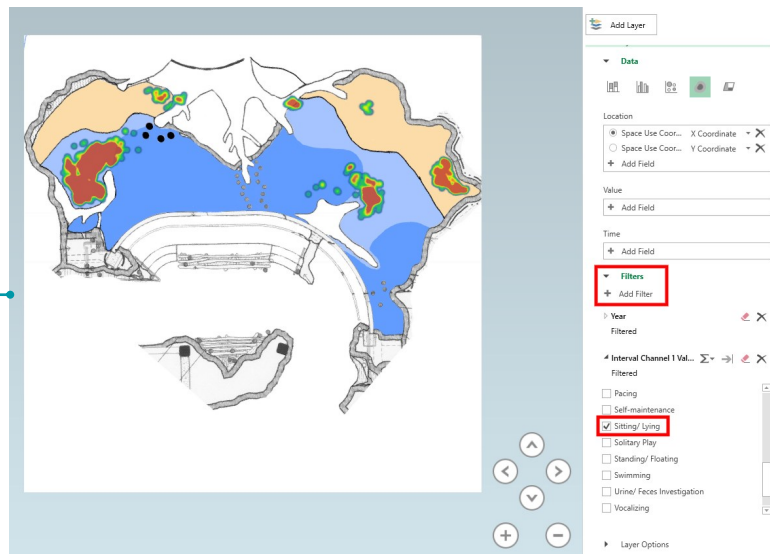 Add Layer
Data
Location
Space Use Coor... X Coordinate
Space Use Coor... Y Coordinate
+ Add Field
Value
+ Add Field
Time
+ Add Field
Filters
+ Add Filter
Year
Filtered
Interval Channel 1 Val...
Filtered
Pacing
Self-maintenance
Sitting/ Lying
Solitary Play
Standing/ Floating
Swimming
Urine/ Feces Investigation
Vocalizing
Layer Options